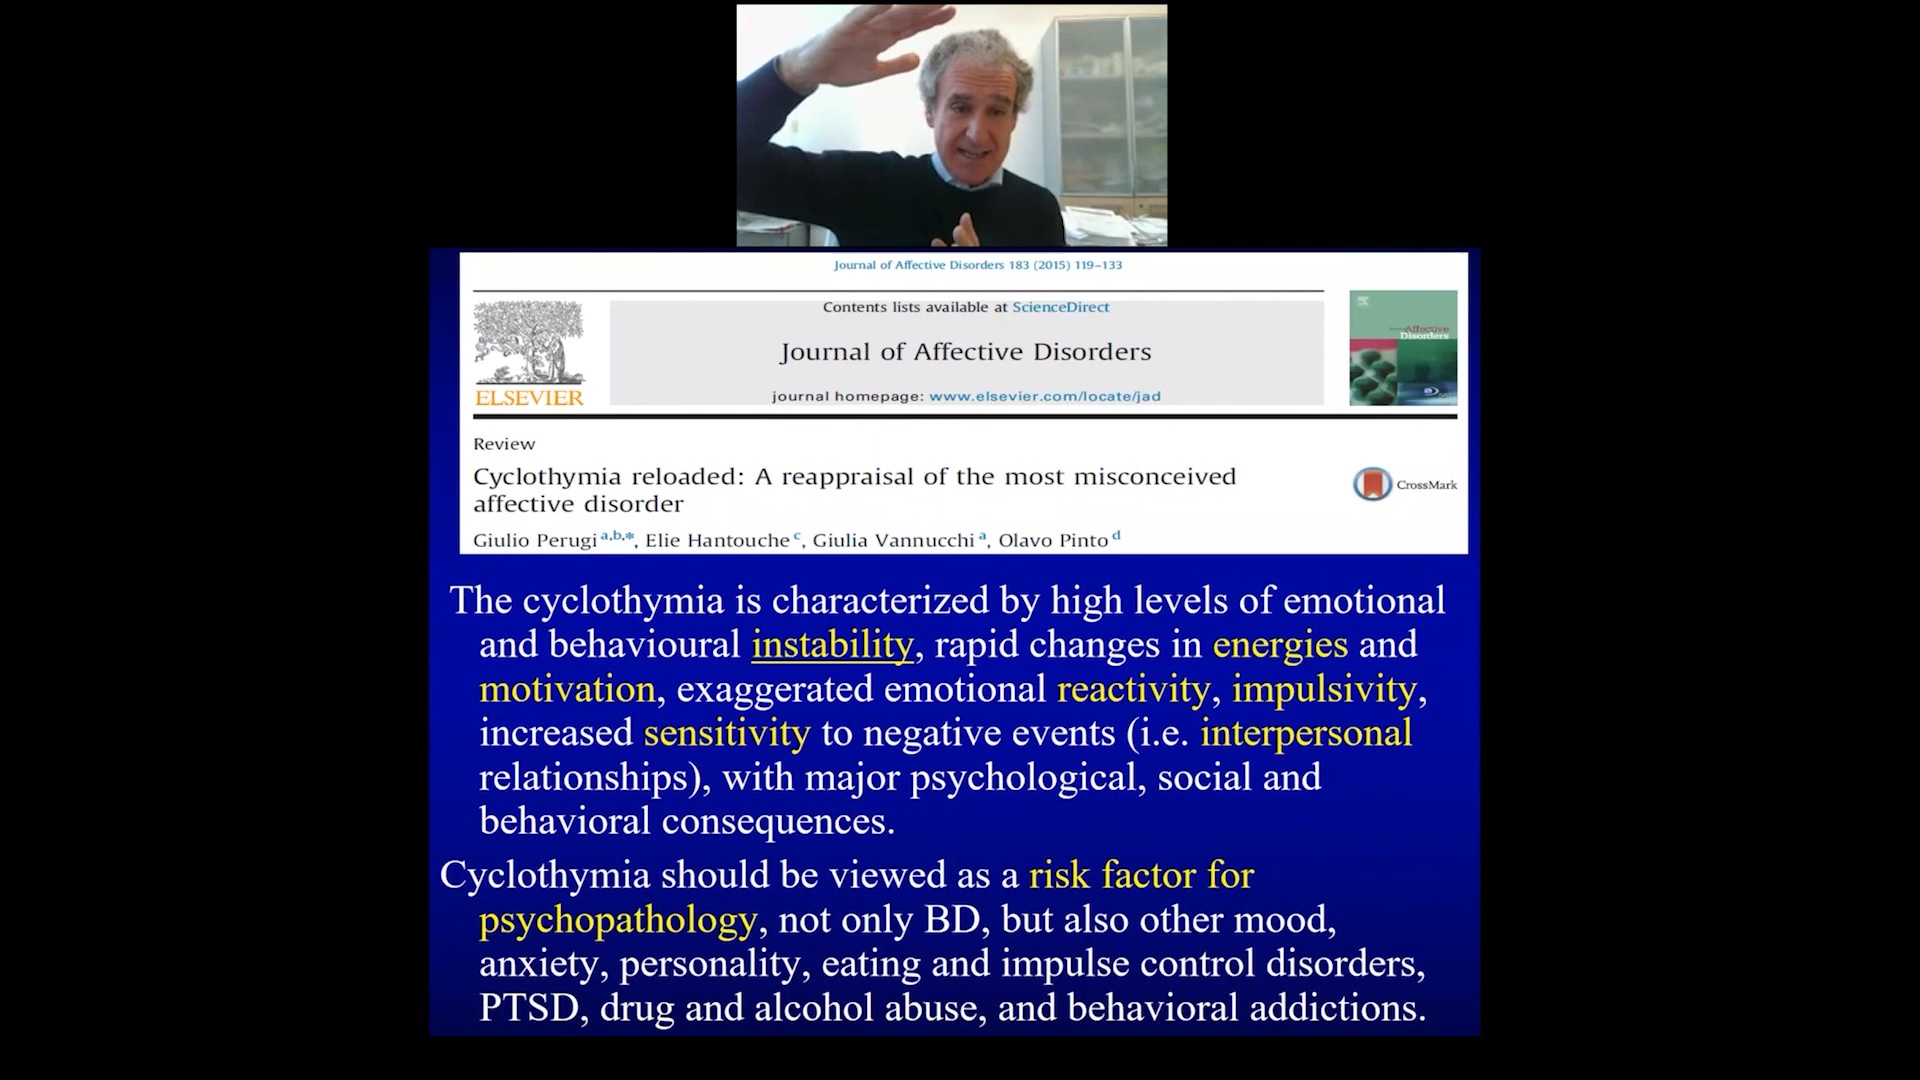 Journal of Affective Disorders 183 (2015) 119–133
Contents lists available at ScienceDirect
Journal of Affective Disorders
journal homepage: www.elsevier.com/locate/jad
ELSEVIER
Affective
Disorders
Review
Cyclothymia reloaded: A reappraisal of the most misconceived
affective disorder
CrossMark
Giulio Perugi a,b,*, Elie Hantouche c, Giulia Vannucchi a, Olavo Pinto d
The cyclothymia is characterized by high levels of emotional
and behavioural instability, rapid changes in energies and
motivation, exaggerated emotional reactivity, impulsivity,
increased sensitivity to negative events (i.e. interpersonal
relationships), with major psychological, social and
behavioral consequences.
Cyclothymia should be viewed as a risk factor for
psychopathology, not only BD, but also other mood,
anxiety, personality, eating and impulse control disorders,
PTSD, drug and alcohol abuse, and behavioral addictions.